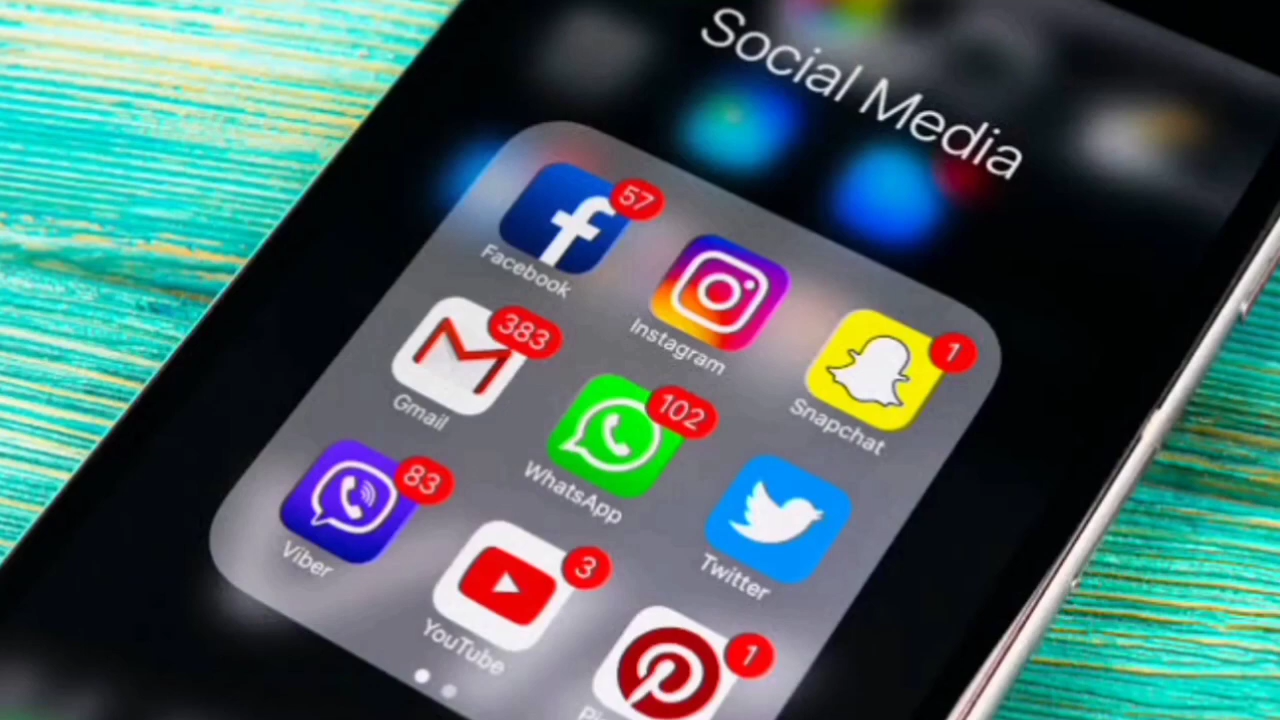 Social Media
57
Facebook
Instagram
1
Snapchat
383
Gmail
102
WhatsApp
Twitter
83
Viber
3
YouTube
1